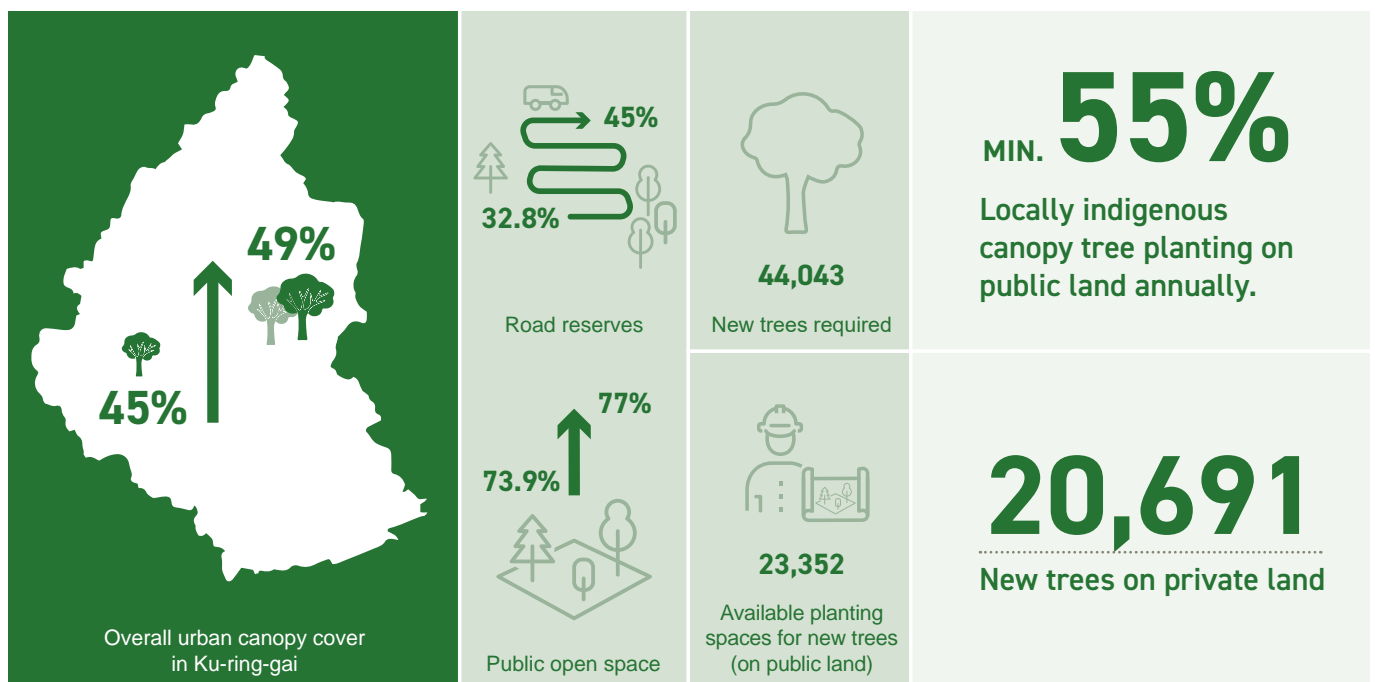 49%
45%
Overall urban canopy cover
in Ku-ring-gai
45%
32.8%
Road reserves
77%
73.9%
Public open space
44,043
New trees required
23,352
Available planting
spaces for new trees
(on public land)
MIN. 55%
Locally indigenous
canopy tree planting on
public land annually.
20,691
New trees on private land